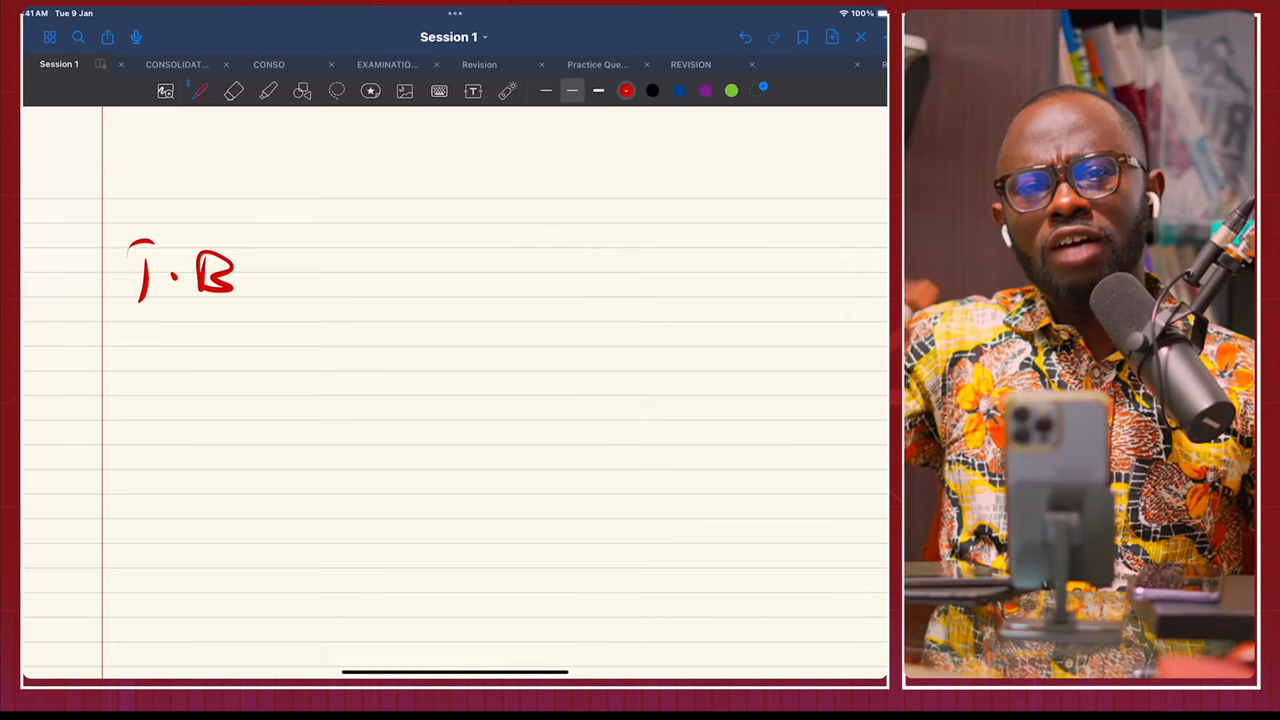 41 AM Tue 9 Jan
100%
Session 1
Session 1 CONSOLIDAT... CONSO EXAMINATIO... Revision Practice Que... REVISION
T
T.B